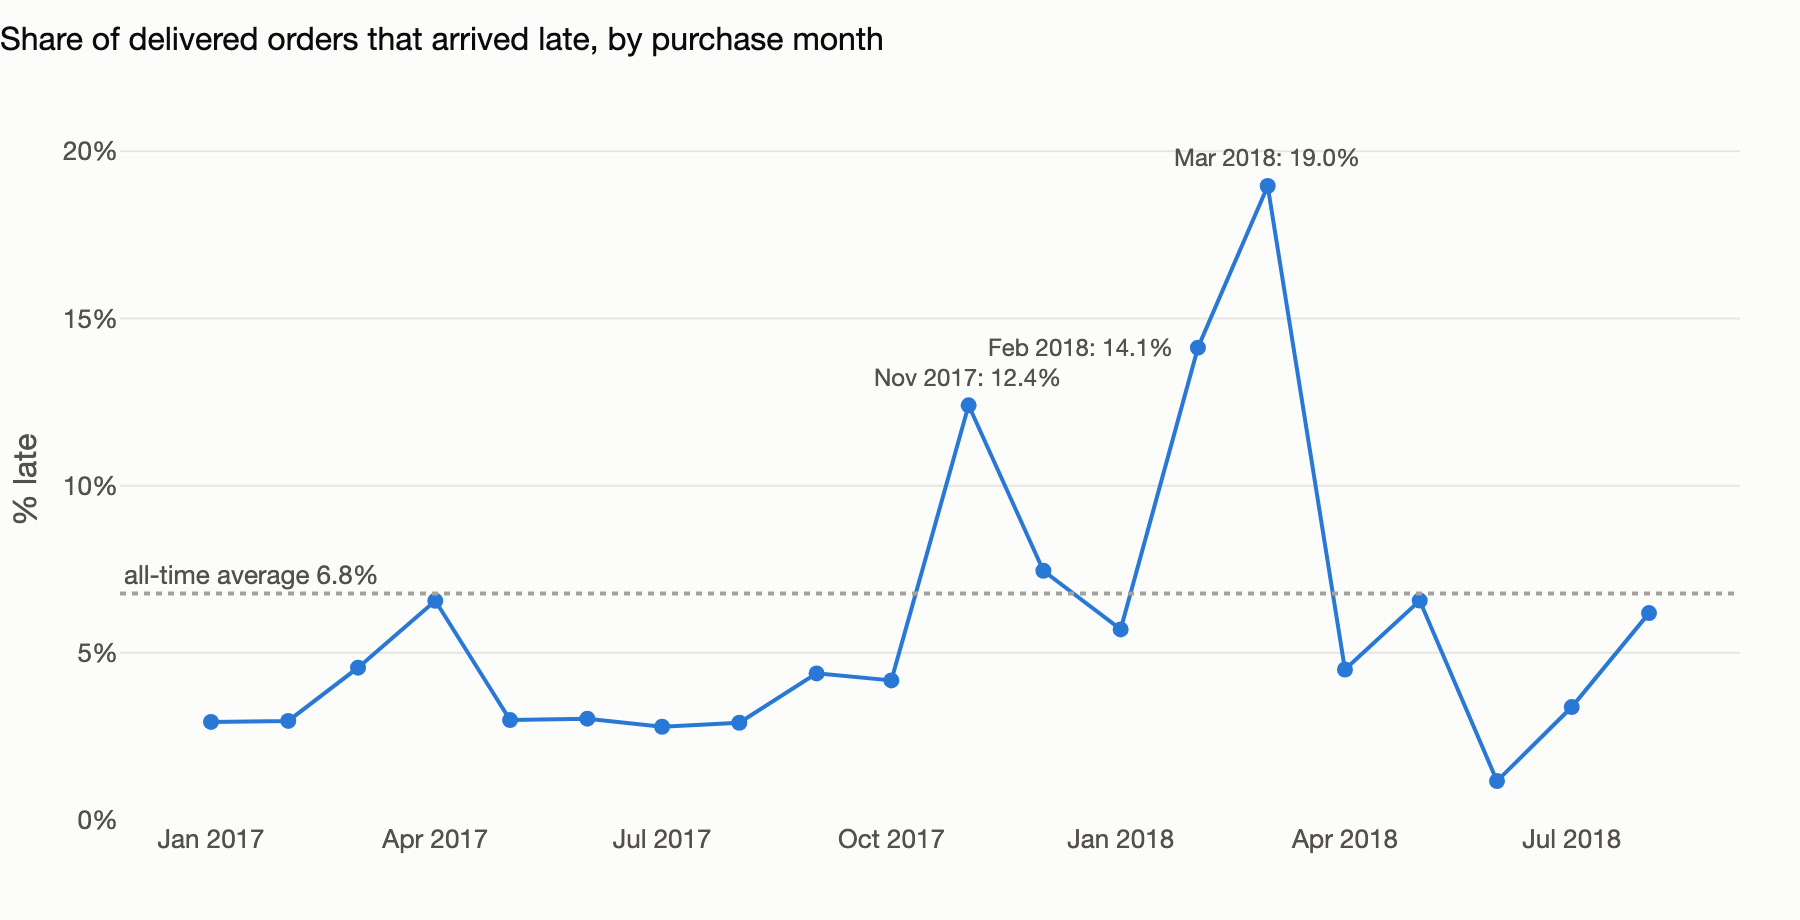 Share of delivered orders that arrived late, by purchase month
20%
Mar 2018: 19.0%
15%
Feb 2018: 14.1%
Nov 2017: 12.4%
% late
10%
all-time average 6.8%
5%
0%
Jan 2017 Apr 2017 Jul 2017 Oct 2017 Jan 2018 Apr 2018 Jul 2018